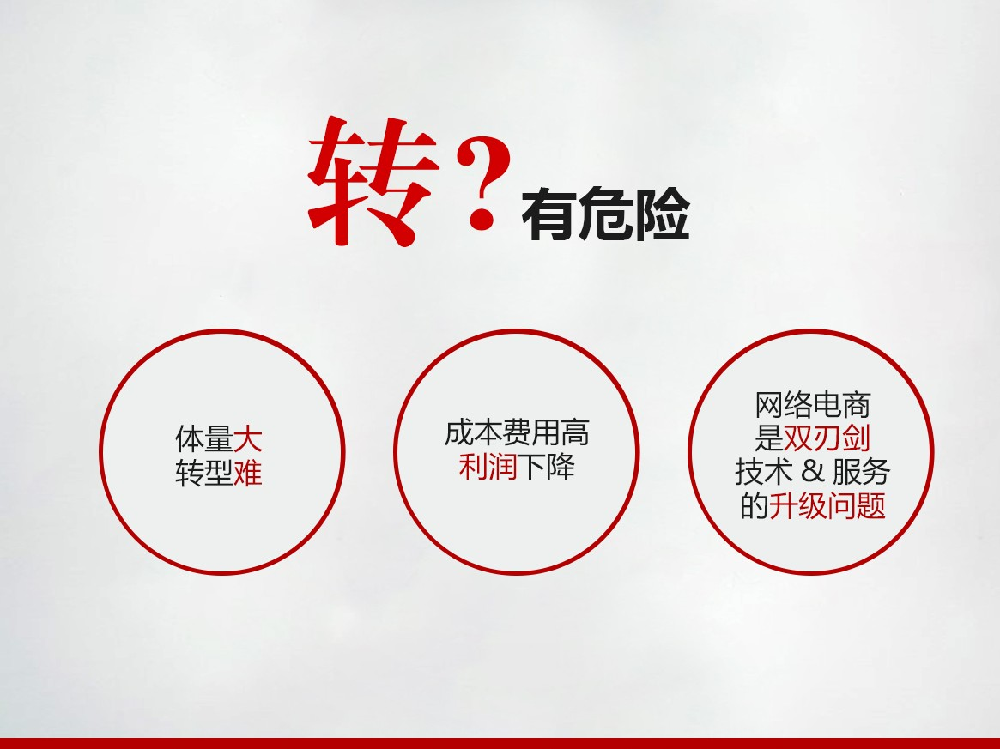 转?有危险
体量大
转型难
成本费用高
利润下降
网络电商
是双刃剑
技术 & 服务
的升级问题